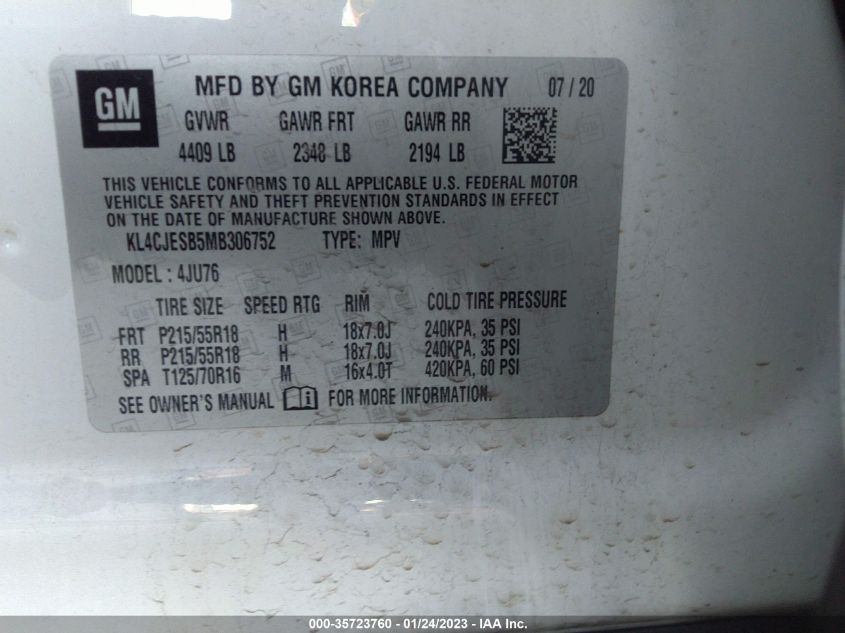 GM
MFD BY GM KOREA COMPANY 07 / 20
GVWR GAWR FRT GAWR RR
4409 LB 2348 LB 2194 LB
THIS VEHICLE CONFORMS TO ALL APPLICABLE U.S. FEDERAL MOTOR
VEHICLE SAFETY AND THEFT PREVENTION STANDARDS IN EFFECT
ON THE DATE OF MANUFACTURE SHOWN ABOVE.
KL4CJESB5MB306752 TYPE: MPV
MODEL : 4JU76
TIRE SIZE SPEED RTG RIM COLD TIRE PRESSURE
FRT P215/55R18 H 18x7.0J 240KPA, 35 PSI
RR P215/55R18 H 18x7.0J 240KPA, 35 PSI
SPA T125/70R16 M 16x4.0T 420KPA, 60 PSI
SEE OWNER'S MANUAL FOR MORE INFORMATION.
000-35723760 - 01/24/2023 - IAA Inc.